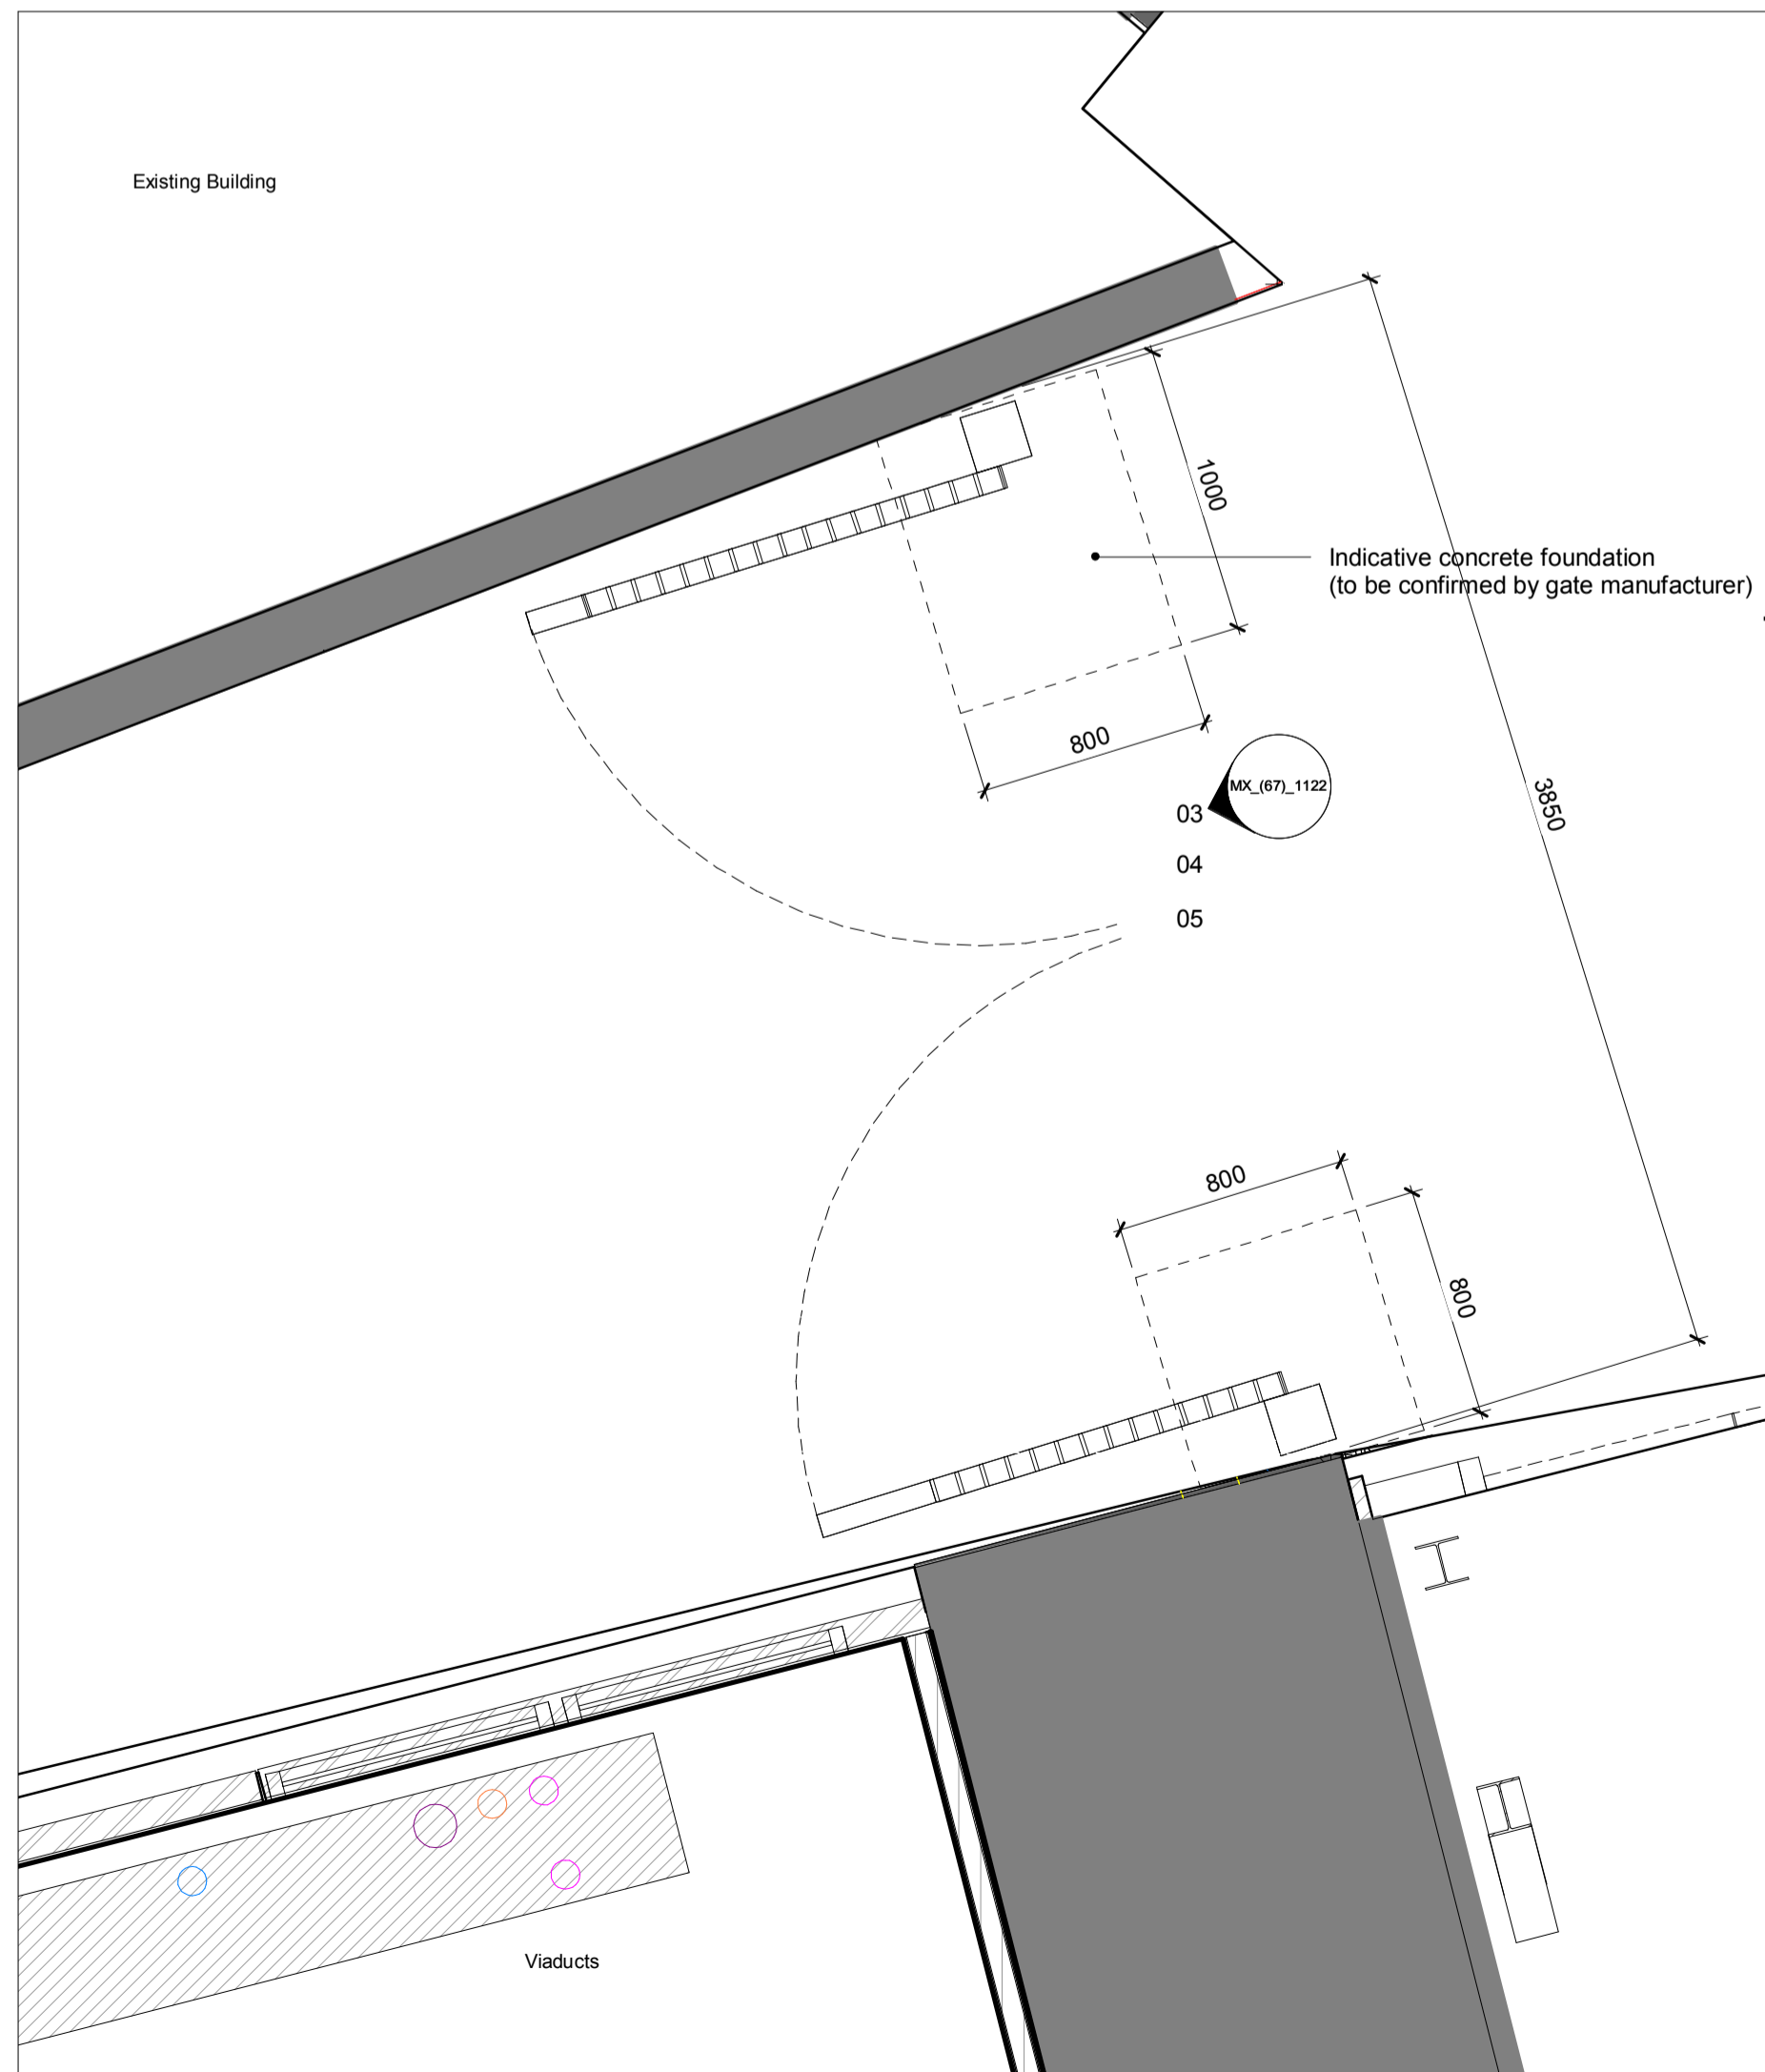 Existing Building
1000
Indicative concrete foundation
(to be confirmed by gate manufacturer)
800
MX_(67)_1122
03
04
05
3850
800
800
Viaducts